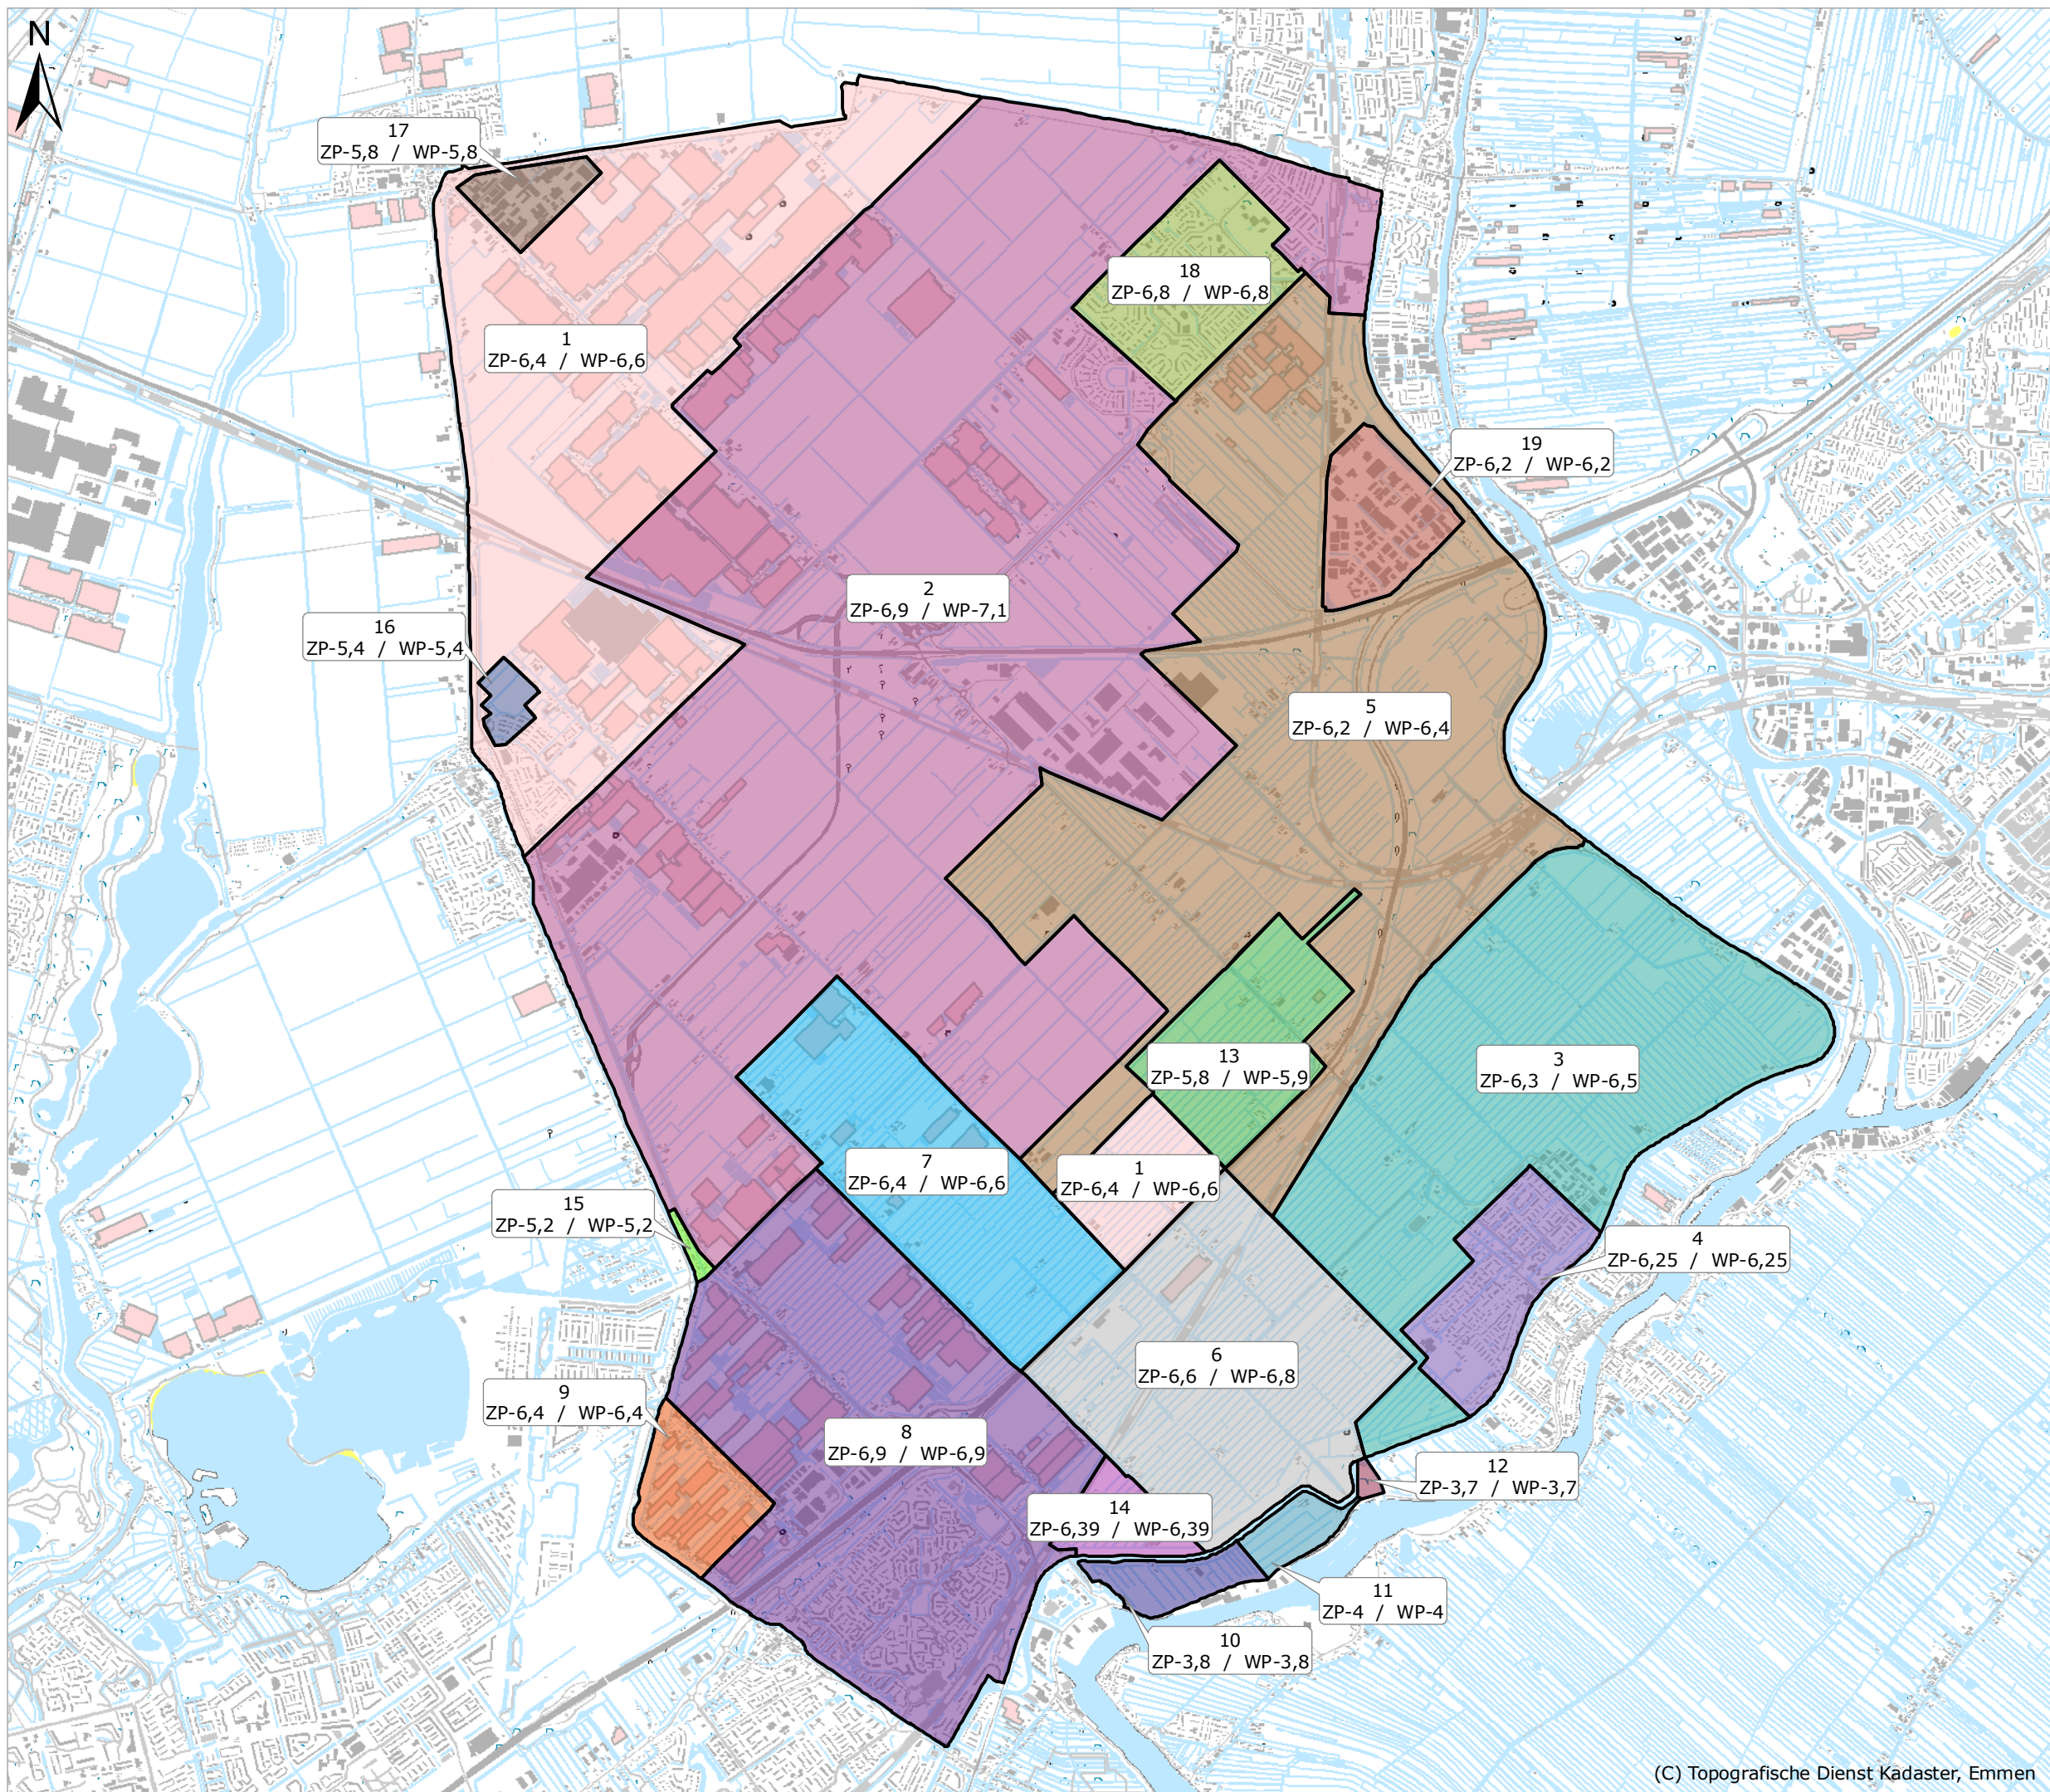 N
17
ZP-5,8 / WP-5,8
18
ZP-6,8 / WP-6,8
1
ZP-6,4 / WP-6,6
19
ZP-6,2 / WP-6,2
2
ZP-6,9 / WP-7,1
16
ZP-5,4 / WP-5,4
5
ZP-6,2 / WP-6,4
13
ZP-5,8 / WP-5,9
3
ZP-6,3 / WP-6,5
7
ZP-6,4 / WP-6,6
1
ZP-6,4 / WP-6,6
15
ZP-5,2 / WP-5,2
4
ZP-6,25 / WP-6,25
6
ZP-6,6 / WP-6,8
9
ZP-6,4 / WP-6,4
8
ZP-6,9 / WP-6,9
12
ZP-3,7 / WP-3,7
14
ZP-6,39 / WP-6,39
11
ZP-4 / WP-4
10
ZP-3,8 / WP-3,8
(C) Topografische Dienst Kadaster, Emmen